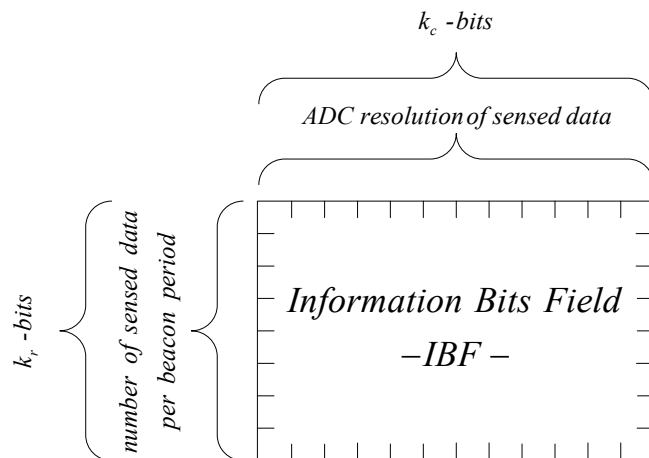 k_c -bits
ADC resolution of sensed data
k_r -bits
number of sensed data
per beacon period
Information Bits Field
–IBF –